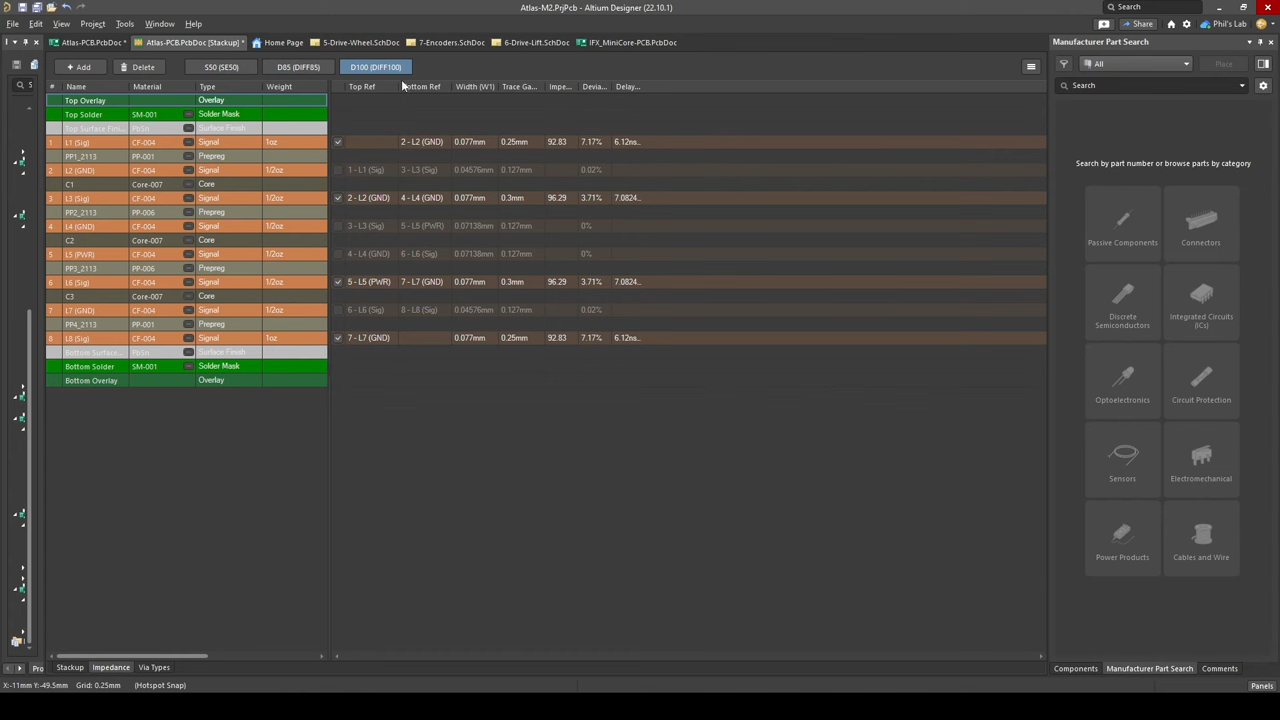 Atlas-M2.PrjPcb - Altium Designer (22.10.1)
Search
File Edit View Project Tools Window Help
Share
Phil's Lab
Atlas-PCB.PcbDoc *
Atlas-PCB.PcbDoc [Stackup] *
Home Page
5-Drive-Wheel.SchDoc
7-Encoders.SchDoc
6-Drive-Lift.SchDoc
IFX_MiniCore-PCB.PcbDoc
Manufacturer Part Search
+ Add
Delete
S50 (SE50)
D85 (DIFF85)
D100 (DIFF100)
All
Place
S
# Name Material Type Weight Top Ref Bottom Ref Width (W1) Trace Ga... Impe... Devia... Delay...
Search
Top Overlay Overlay
Top Solder SM-001 Solder Mask
Top Surface Fini... PbSn Surface Finish
1 L1 (Sig) CF-004 Signal 1oz 2 - L2 (GND) 0.077mm 0.25mm 92.83 7.17% 6.12ns..
PP1_2113 PP-001 Prepreg
2 L2 (GND) CF-004 Signal 1/2oz 1 - L1 (Sig) 3 - L3 (Sig) 0.04576mm 0.127mm 0.02%
C1 Core-007 Core
3 L3 (Sig) CF-004 Signal 1/2oz 2 - L2 (GND) 4 - L4 (GND) 0.077mm 0.3mm 96.29 3.71% 7.0824..
PP2_2113 PP-006 Prepreg
4 L4 (GND) CF-004 Signal 1/2oz 3 - L3 (Sig) 5 - L5 (PWR) 0.07138mm 0.127mm 0%
C2 Core-007 Core
5 L5 (PWR) CF-004 Signal 1/2oz 4 - L4 (GND) 6 - L6 (Sig) 0.07138mm 0.127mm 0%
PP3_2113 PP-006 Prepreg
6 L6 (Sig) CF-004 Signal 1/2oz 5 - L5 (PWR) 7 - L7 (GND) 0.077mm 0.3mm 96.29 3.71% 7.0824..
C3 Core-007 Core
7 L7 (GND) CF-004 Signal 1/2oz 6 - L6 (Sig) 8 - L8 (Sig) 0.04576mm 0.127mm 0.02%
PP4_2113 PP-001 Prepreg
8 L8 (Sig) CF-004 Signal 1oz 7 - L7 (GND) 0.077mm 0.25mm 92.83 7.17% 6.12ns..
Bottom Surface... PbSn Surface Finish
Bottom Solder SM-001 Solder Mask
Bottom Overlay Overlay
Search by part number or browse parts by category
Passive Components
Connectors
Discrete Semiconductors
Integrated Circuits (ICs)
Optoelectronics
Circuit Protection
Sensors
Electromechanical
Power Products
Cables and Wire
Pro
Stackup
Impedance
Via Types
Components
Manufacturer Part Search
Comments
X:-11mm Y:-49.5mm Grid: 0.25mm (Hotspot Snap)
Panels